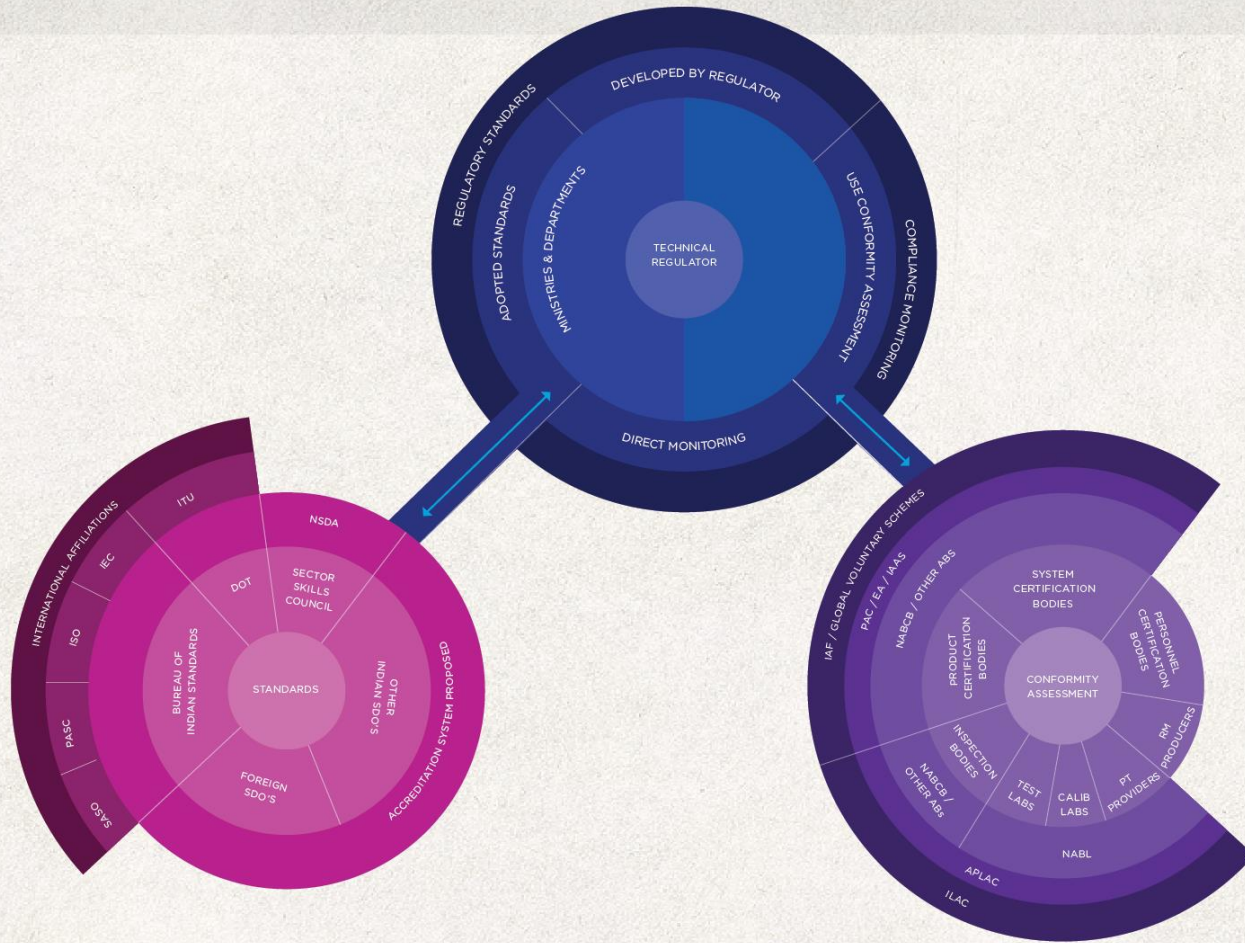 DEVELOPED BY REGULATOR
REGULATORY STANDARDS
ADOPTED STANDARDS
MINISTRIES & DEPARTMENTS
TECHNICAL
REGULATOR
USE CONFORMITY ASSESSMENT
COMPLIANCE MONITORING
DIRECT MONITORING
INTERNATIONAL AFFILIATIONS
ITU
IEC
ISO
PASC
SASO
NSDA
DOT
SECTOR
SKILLS
COUNCIL
BUREAU OF
INDIAN STANDARDS
STANDARDS
OTHER
INDIAN SDO'S
FOREIGN
SDO'S
ACCREDITATION SYSTEM PROPOSED
IAF / GLOBAL VOLUNTARY SCHEMES
PAC / EA / IAAS
NABCB / OTHER ABS
SYSTEM
CERTIFICATION
BODIES
PRODUCT
CERTIFICATION
BODIES
PERSONNEL
CERTIFICATION
BODIES
CONFORMITY
ASSESSMENT
RM
PRODUCERS
INSPECTION
BODIES
TEST
LABS
CALIB
LABS
PT
PROVIDERS
NABCB /
OTHER ABs
NABL
APLAC
ILAC